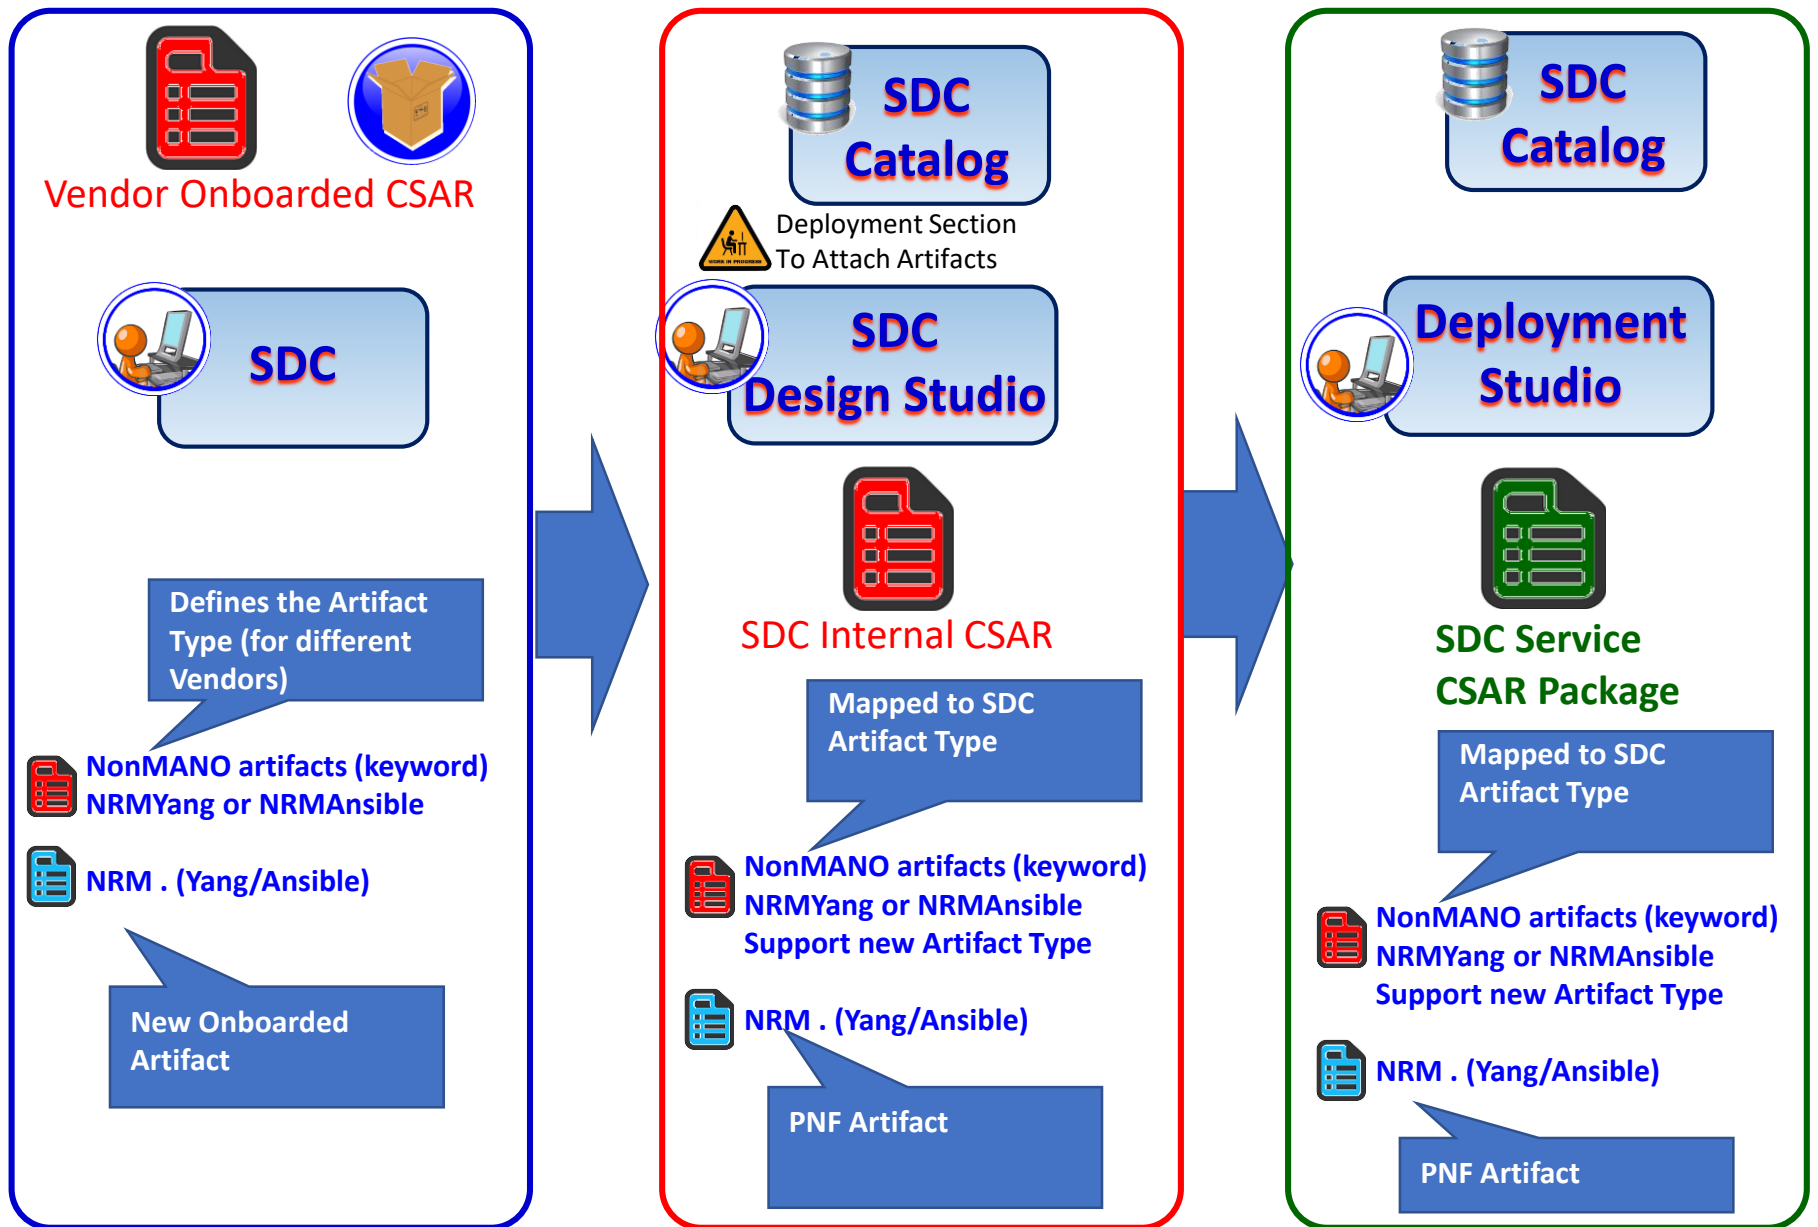 Vendor Onboarded CSAR
SDC
Defines the Artifact
Type (for different
Vendors)
NonMANO artifacts (keyword)
NRMYang or NRMAnsible
NRM . (Yang/Ansible)
New Onboarded
Artifact
SDC
Catalog
Deployment Section
To Attach Artifacts
WORK IN PROGRESS
SDC
Design Studio
SDC Internal CSAR
Mapped to SDC
Artifact Type
NonMANO artifacts (keyword)
NRMYang or NRMAnsible
Support new Artifact Type
NRM . (Yang/Ansible)
PNF Artifact
SDC
Catalog
Deployment
Studio
SDC Service
CSAR Package
Mapped to SDC
Artifact Type
NonMANO artifacts (keyword)
NRMYang or NRMAnsible
Support new Artifact Type
NRM . (Yang/Ansible)
PNF Artifact